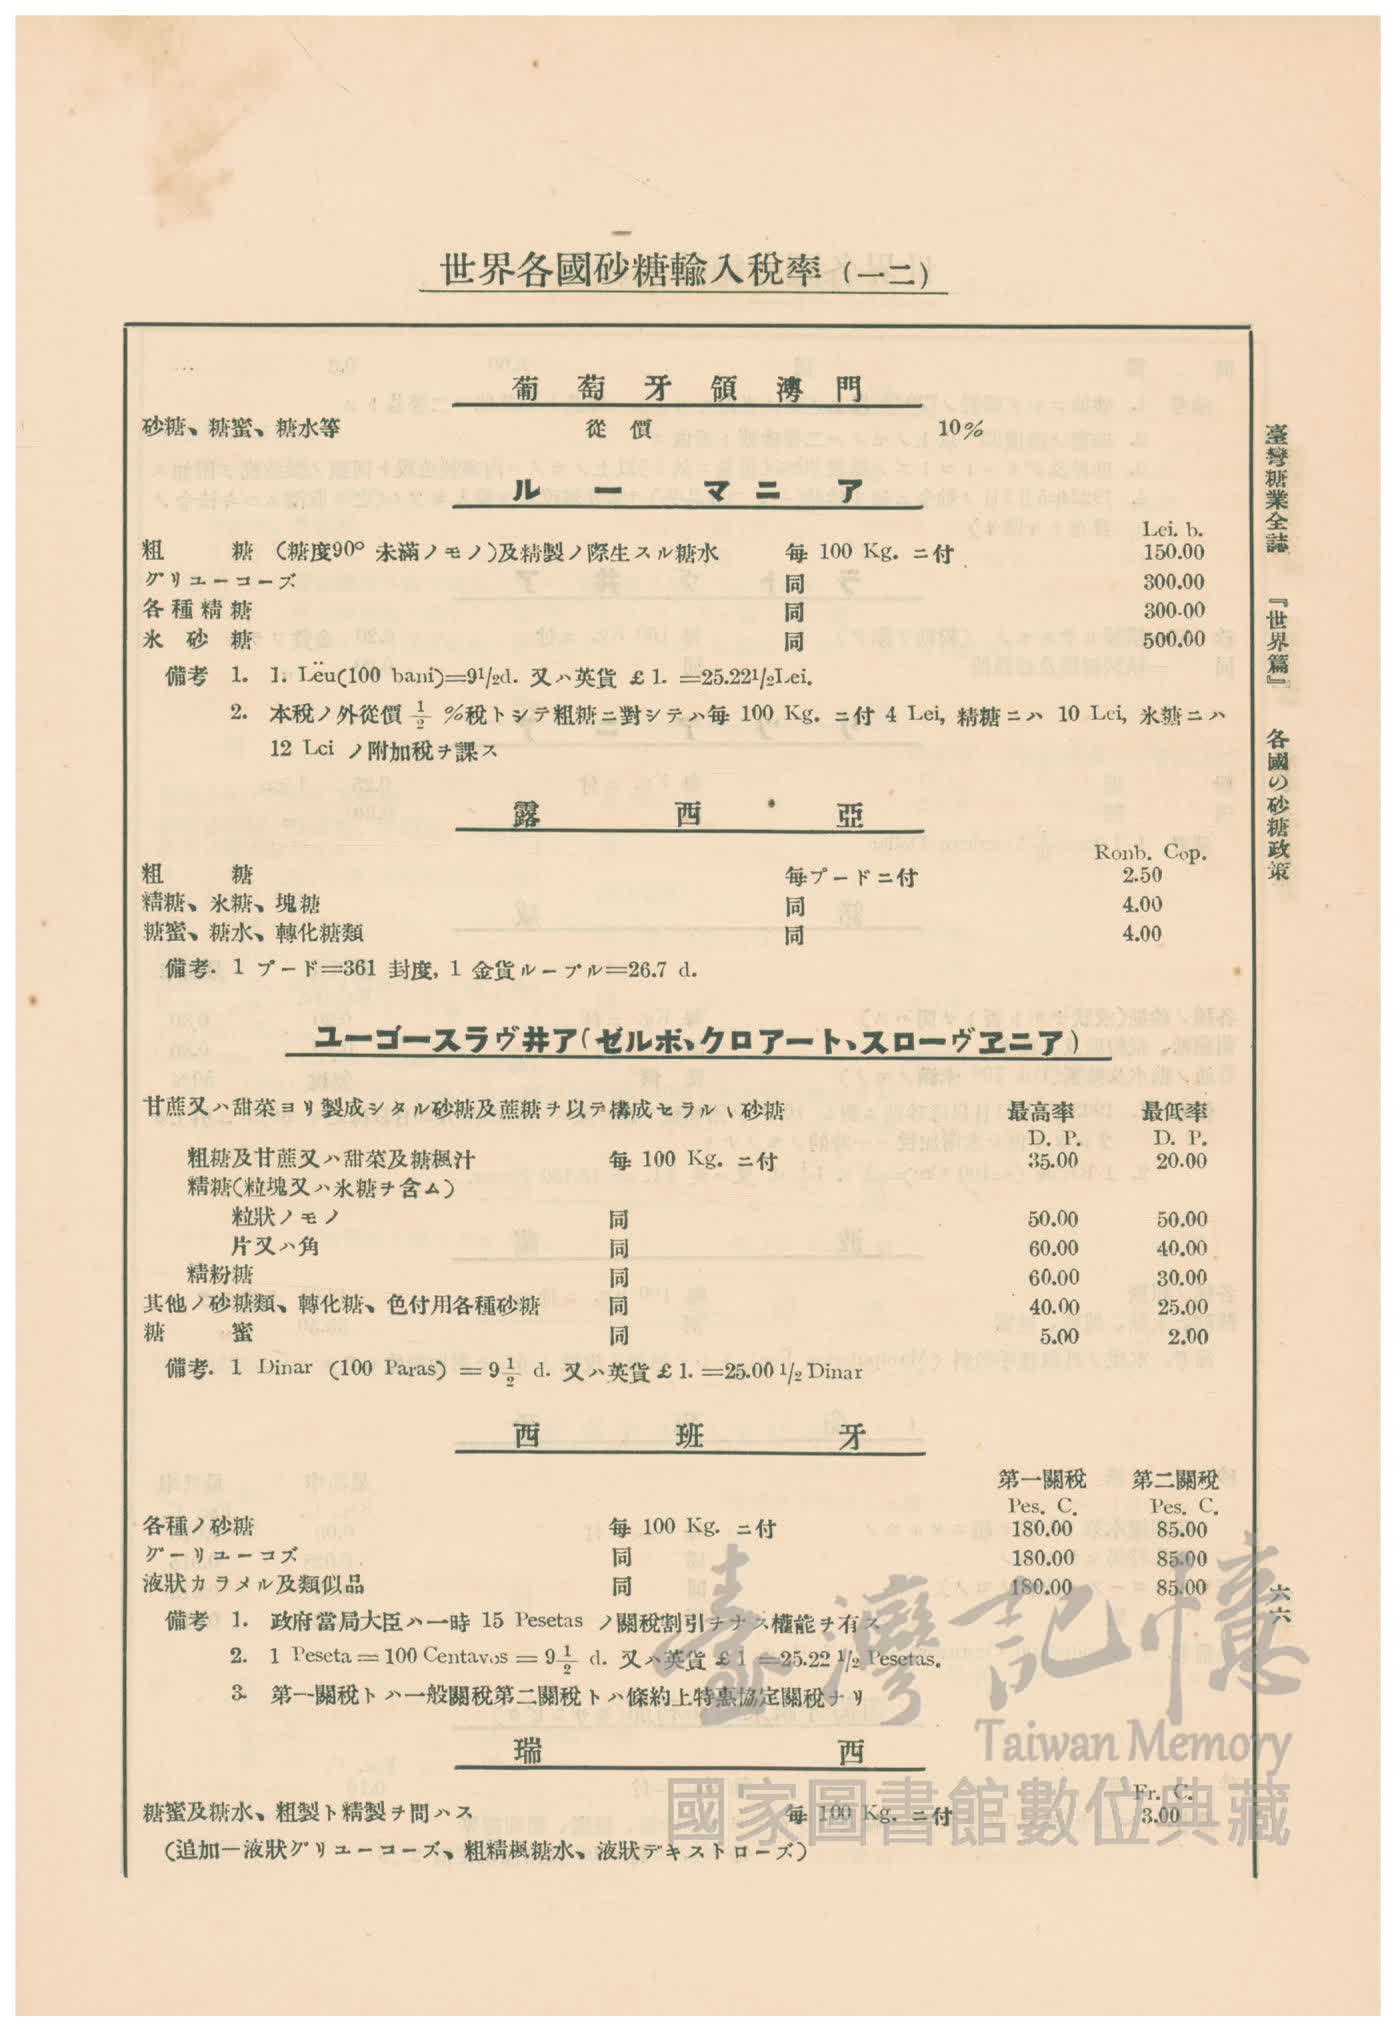 世界各國砂糖輸入稅率（一二）
葡萄牙領澳門
砂糖、糖蜜、糖水等 從價 10%
ルーマニア
Lei. b.
粗糖（糖度90° 未滿ノモノ)及精製ノ際生スル糖水 每 100 Kg. ニ付 150.00
グリユーコーズ 同 300.00
各種精糖 同 300.00
氷砂糖 同 500.00
備考 1. 1. Lëu(100 bani)=9 1/2d. 又ハ英貨 £ 1. =25.22 1/2 Lei.
2. 本稅ノ外從價 1/2 %稅トシテ粗糖ニ對シテハ每 100 Kg. ニ付 4 Lei, 精糖ニハ 10 Lei, 氷糖ニハ
12 Lci ノ附加稅ヲ課ス
露西亞
Ronb. Cop.
粗糖 每プードニ付 2.50
精糖、氷糖、塊糖 同 4.00
糖蜜、糖水、轉化糖類 同 4.00
備考. 1 プード=361 封度, 1 金貨ルーブル=26.7 d.
ユーゴースラヴ井ア（ゼルボ、クロアート、スローヴヱニア）
甘蔗又ハ甜菜ヨリ製成シタル砂糖及蔗糖ヲ以テ構成セラルヽ砂糖 最高率 最低率
D. P. D. P.
粗糖及甘蔗又ハ甜菜及糖楓汁 每 100 Kg. ニ付 35.00 20.00
精糖(粒塊又ハ氷糖ヲ含ム)
粒狀ノモノ 同 50.00 50.00
片又ハ角 同 60.00 40.00
精粉糖 同 60.00 30.00
其他ノ砂糖類、轉化糖、色付用各種砂糖 同 40.00 25.00
糖蜜 同 5.00 2.00
備考. 1 Dinar (100 Paras) = 9 1/2 d. 又ハ英貨 £ 1. =25.00 1/2 Dinar
西班牙
第一關稅 第二關稅
Pes. C. Pes. C.
各種ノ砂糖 每 100 Kg. ニ付 180.00 85.00
グーリユーコズ 同 180.00 85.00
液狀カラメル及類似品 同 180.00 85.00
備考 1. 政府當局大臣ハ一時 15 Pesetas ノ關稅割引ヲナス權能ヲ有ス
2. 1 Peseta = 100 Centavos = 9 1/2 d. 又ハ英貨 £ 1 =25.22 1/2 Pesetas.
3. 第一關稅トハ一般關稅第二關稅トハ條約上特惠協定關稅ナリ
瑞西
Fr. C.
糖蜜及糖水、粗製ト精製ヲ問ハス 每 100 Kg. ニ付 3.00
(追加—液狀グリユーコーズ、粗精楓糖水、液狀デキストローズ)
臺灣糖業全誌 『世界篇』 各國の砂糖政策
六六
臺灣記憶
Taiwan Memory
國家圖書館數位典藏